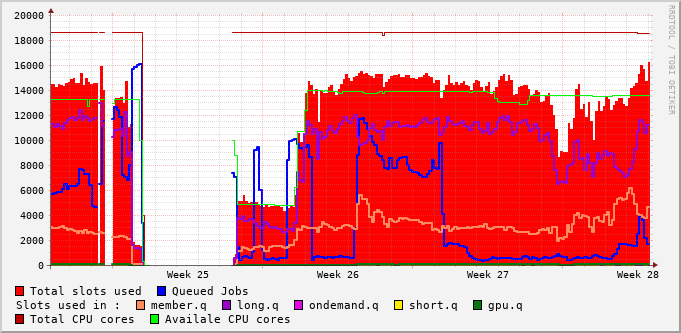 20000
18000
16000
14000
12000
10000
8000
6000
4000
2000
0
Week 25 Week 26 Week 27 Week 28
Total slots used Queued Jobs
Slots used in : member.q long.q ondemand.q short.q gpu.q
Total CPU cores Availale CPU cores
RRDTOOL / TOBI OETIKER